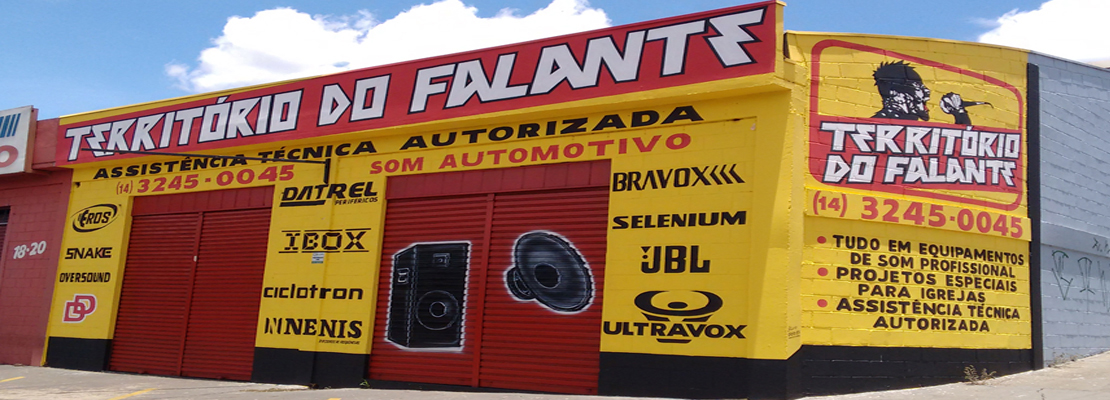 TERRITÓRIO DO FALANTE
ASSISTÊNCIA TÉCNICA AUTORIZADA
(14) 3245-0045
SOM AUTOMOTIVO
EROS
SNAKE
OVERSOUND
18-20
DATREL
PERIFÉRICOS
IBOX
CICLOTRON
NENIS
BRAVOX
SELENIUM
JBL
ULTRAVOX
TERRITÓRIO
DO FALANTE
(14) 3245-0045
• TUDO EM EQUIPAMENTOS
DE SOM PROFISSIONAL
• PROJETOS ESPECIAIS
PARA IGREJAS
• ASSISTÊNCIA TÉCNICA
AUTORIZADA